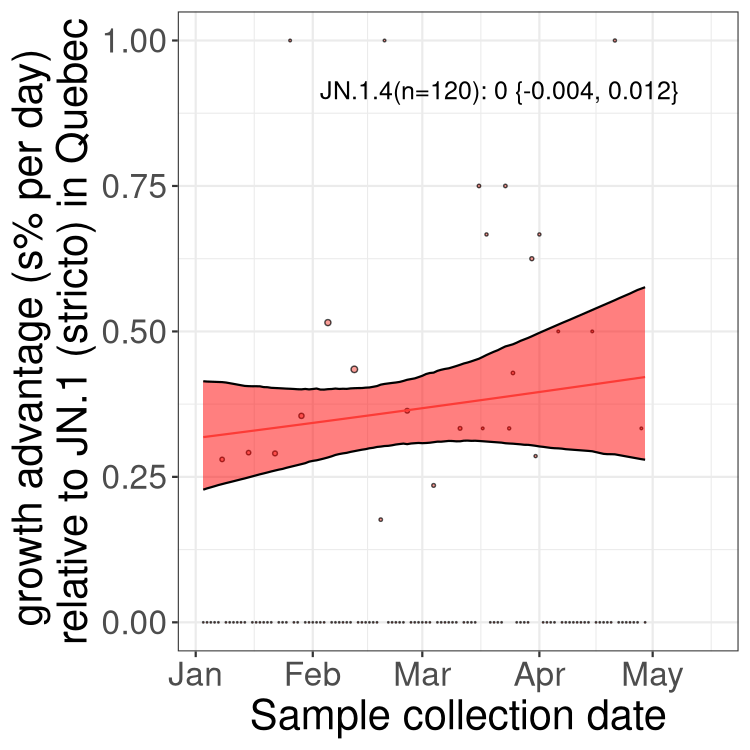 growth advantage (s% per day)
relative to JN.1 (stricto) in Quebec
1.00
0.75
0.50
0.25
0.00
JN.1.4(n=120): 0 {-0.004, 0.012}
Jan Feb Mar Apr May
Sample collection date